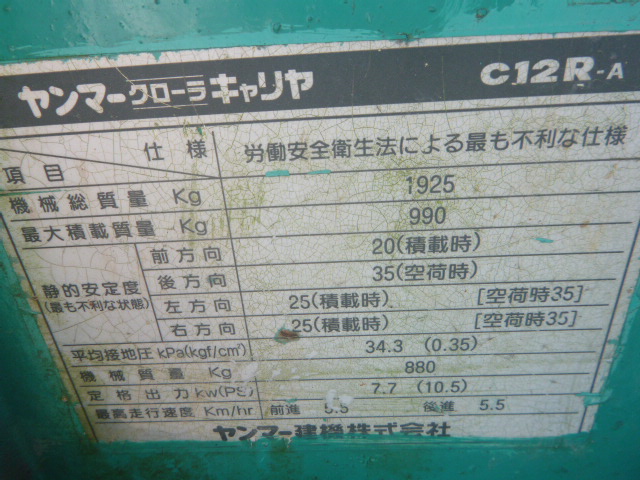 ヤンマークローラキャリヤ C12R-A
項目 仕様 労働安全衛生法による最も不利な仕様
機械総質量 Kg 1925
最大積載質量 Kg 990
静的安定度 (最も不利な状態) 前方向 20(積載時)
後方向 35(空荷時)
左方向 25(積載時) [空荷時35]
右方向 25(積載時) [空荷時35]
平均接地圧 kPa(kgf/cm²) 34.3 (0.35)
機械質量 Kg 880
定格出力 kw(PS) 7.7 (10.5)
最高走行速度 Km/hr 前進 5.5 後進 5.5
ヤンマー建機株式会社